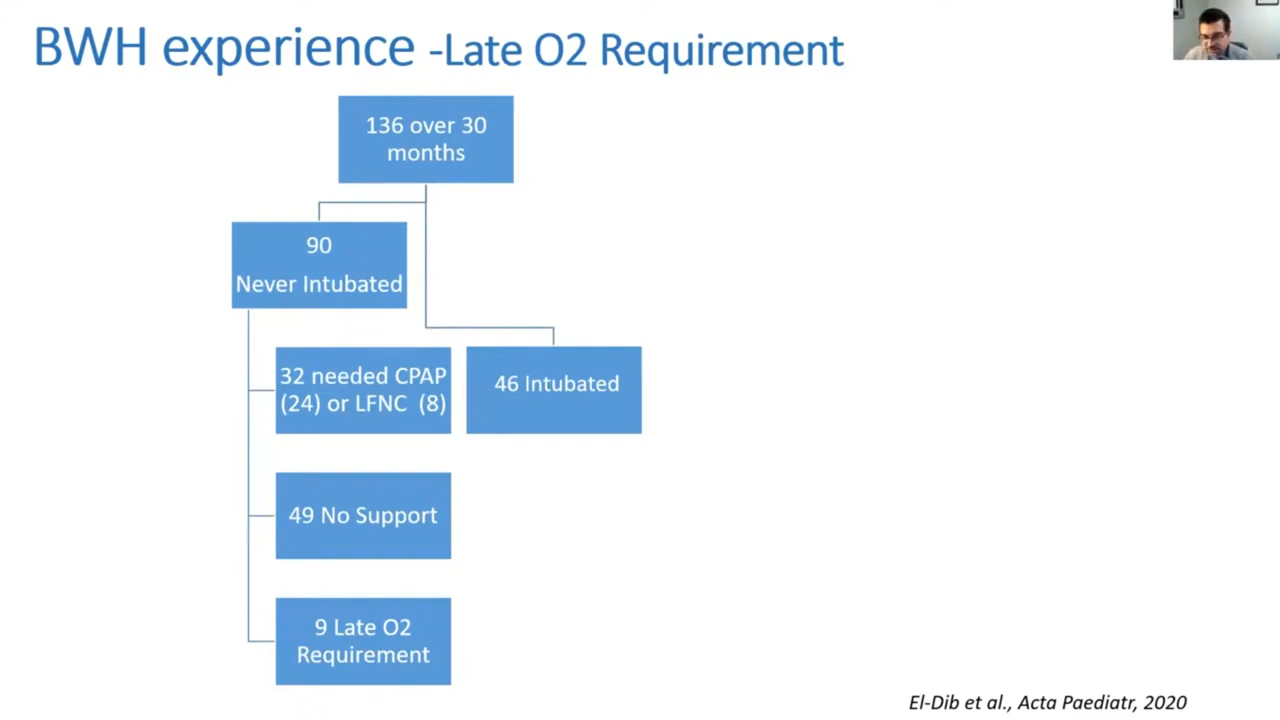 BWH experience -Late O2 Requirement
136 over 30
months
90
Never Intubated
32 needed CPAP
(24) or LFNC (8)
46 Intubated
49 No Support
9 Late O2
Requirement
El-Dib et al., Acta Paediatr, 2020